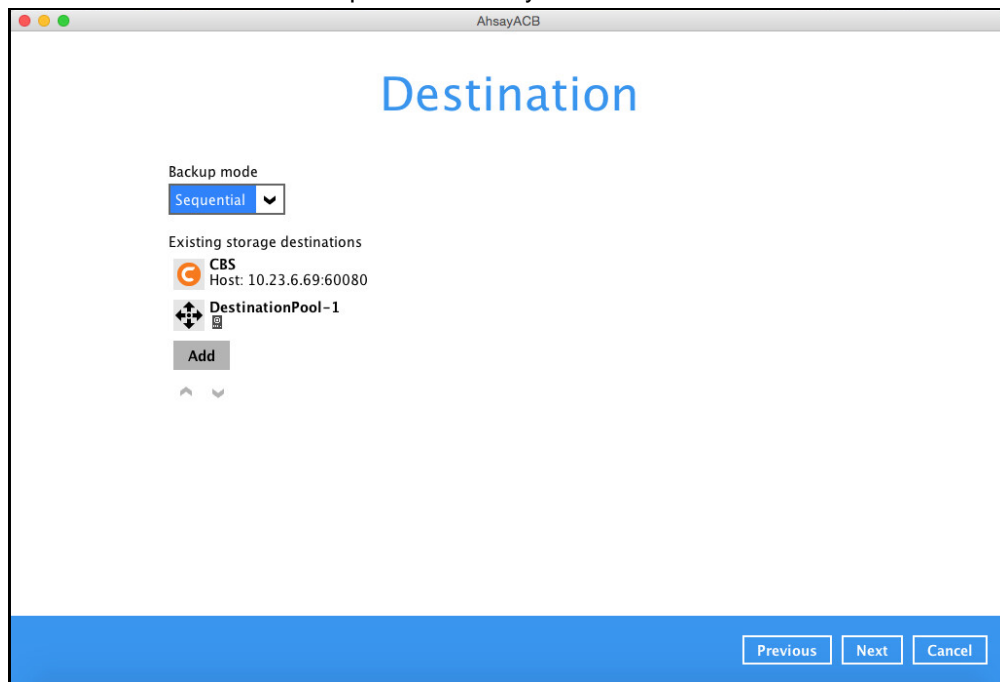 AhsayACB
Destination
Backup mode
Sequential
Existing storage destinations
C
CBS
Host: 10.23.6.69:60080
DestinationPool-1
Add
Previous Next Cancel